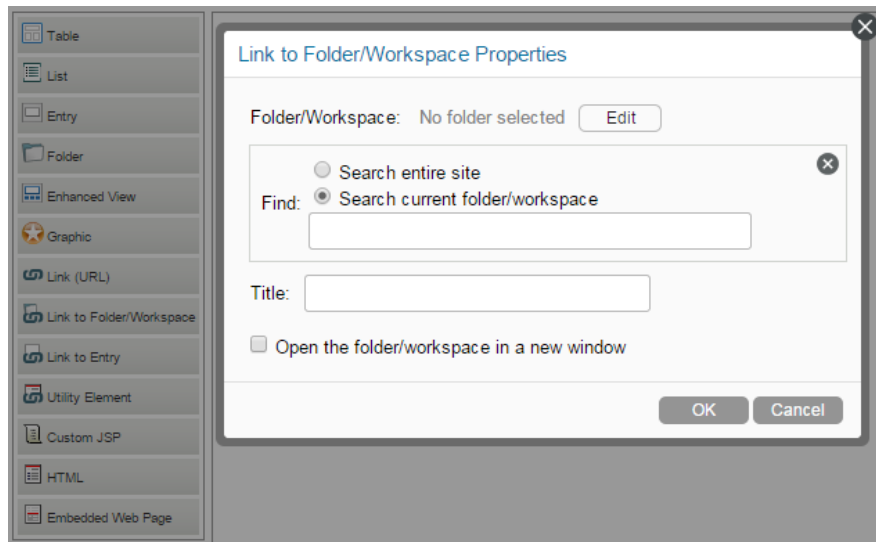 Table
List
Entry
Folder
Enhanced View
Graphic
Link (URL)
Link to Folder/Workspace
Link to Entry
Utility Element
Custom JSP
HTML
Embedded Web Page
Link to Folder/Workspace Properties
Folder/Workspace: No folder selected Edit
Search entire site
Find: Search current folder/workspace
Title:
Open the folder/workspace in a new window
OK Cancel